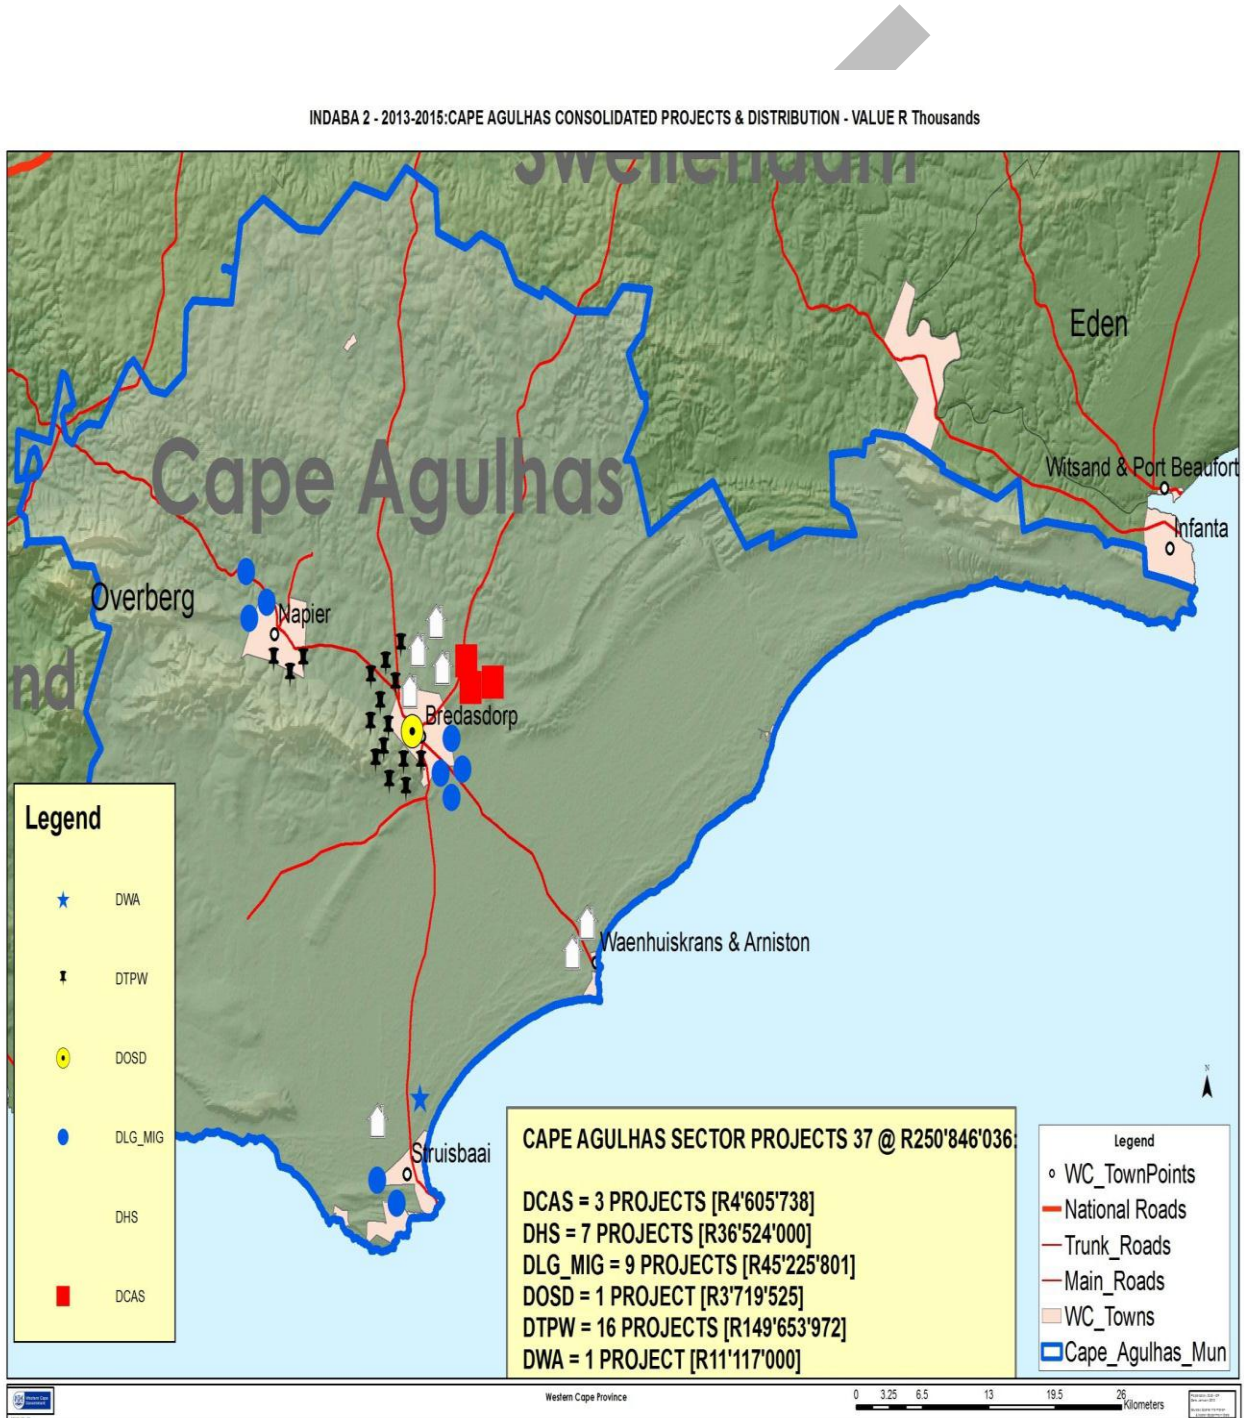 INDABA 2 - 2013-2015:CAPE AGULHAS CONSOLIDATED PROJECTS & DISTRIBUTION - VALUE R Thousands
Swellendam
Eden
Cape Agulhas
Witsand & Port Beaufort
Infanta
Overberg
Napier
nd
Bredasdorp
Waenhuiskrans & Arniston
Struisbaai
Legend
DWA
DTPW
DOSD
DLG_MIG
DHS
DCAS
CAPE AGULHAS SECTOR PROJECTS 37 @ R250'846'036:
DCAS = 3 PROJECTS [R4'605'738]
DHS = 7 PROJECTS [R36'524'000]
DLG_MIG = 9 PROJECTS [R45'225'801]
DOSD = 1 PROJECT [R3'719'525]
DTPW = 16 PROJECTS [R149'653'972]
DWA = 1 PROJECT [R11'117'000]
N
Legend
WC_TownPoints
National Roads
Trunk_Roads
Main_Roads
WC_Towns
Cape_Agulhas_Mun
Western Cape Government
Western Cape Province
0 3.25 6.5 13 19.5 26
Kilometers